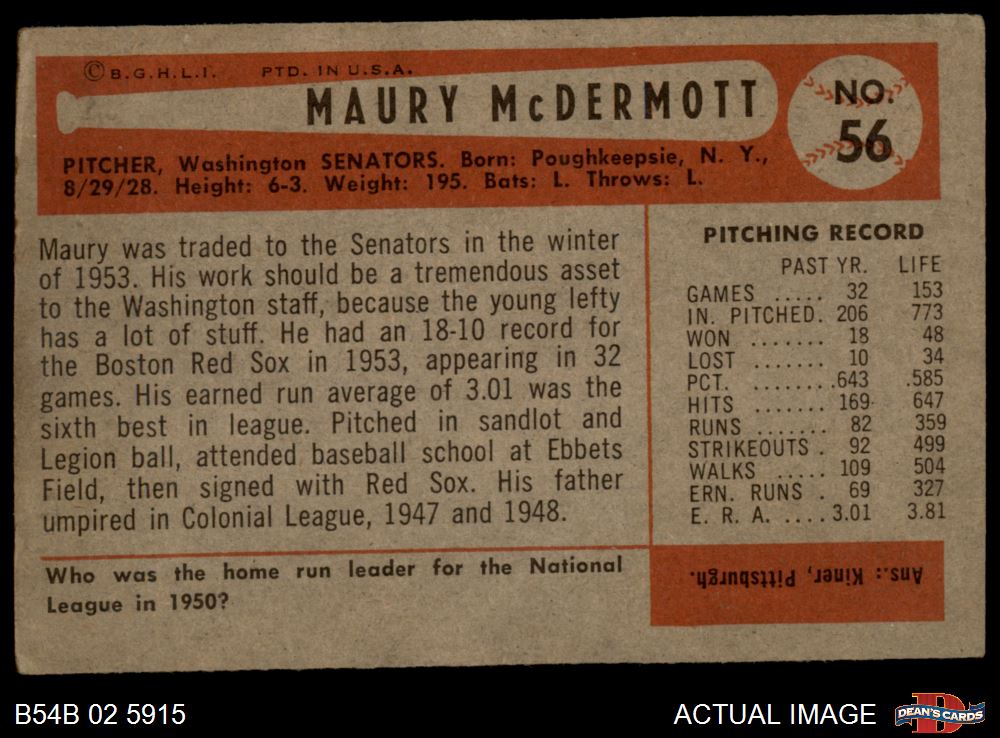 ©B.G.H.L.I. PTD. IN U.S.A.
MAURY McDERMOTT
NO.
56
PITCHER, Washington SENATORS. Born: Poughkeepsie, N. Y.,
8/29/28. Height: 6-3. Weight: 195. Bats: L. Throws: L.
Maury was traded to the Senators in the winter
of 1953. His work should be a tremendous asset
to the Washington staff, because the young lefty
has a lot of stuff. He had an 18-10 record for
the Boston Red Sox in 1953, appearing in 32
games. His earned run average of 3.01 was the
sixth best in league. Pitched in sandlot and
Legion ball, attended baseball school at Ebbets
Field, then signed with Red Sox. His father
umpired in Colonial League, 1947 and 1948.
PITCHING RECORD
PAST YR. LIFE
GAMES ..... 32 153
IN. PITCHED. 206 773
WON ....... 18 48
LOST ....... 10 34
PCT. ........ .643 .585
HITS ....... 169 647
RUNS ....... 82 359
STRIKEOUTS . 92 499
WALKS ..... 109 504
ERN. RUNS . 69 327
E. R. A. .... 3.01 3.81
Who was the home run leader for the National
League in 1950?
Ans.: Kiner, Pittsburgh.
B54B 02 5915
ACTUAL IMAGE
DEAN'S CARDS